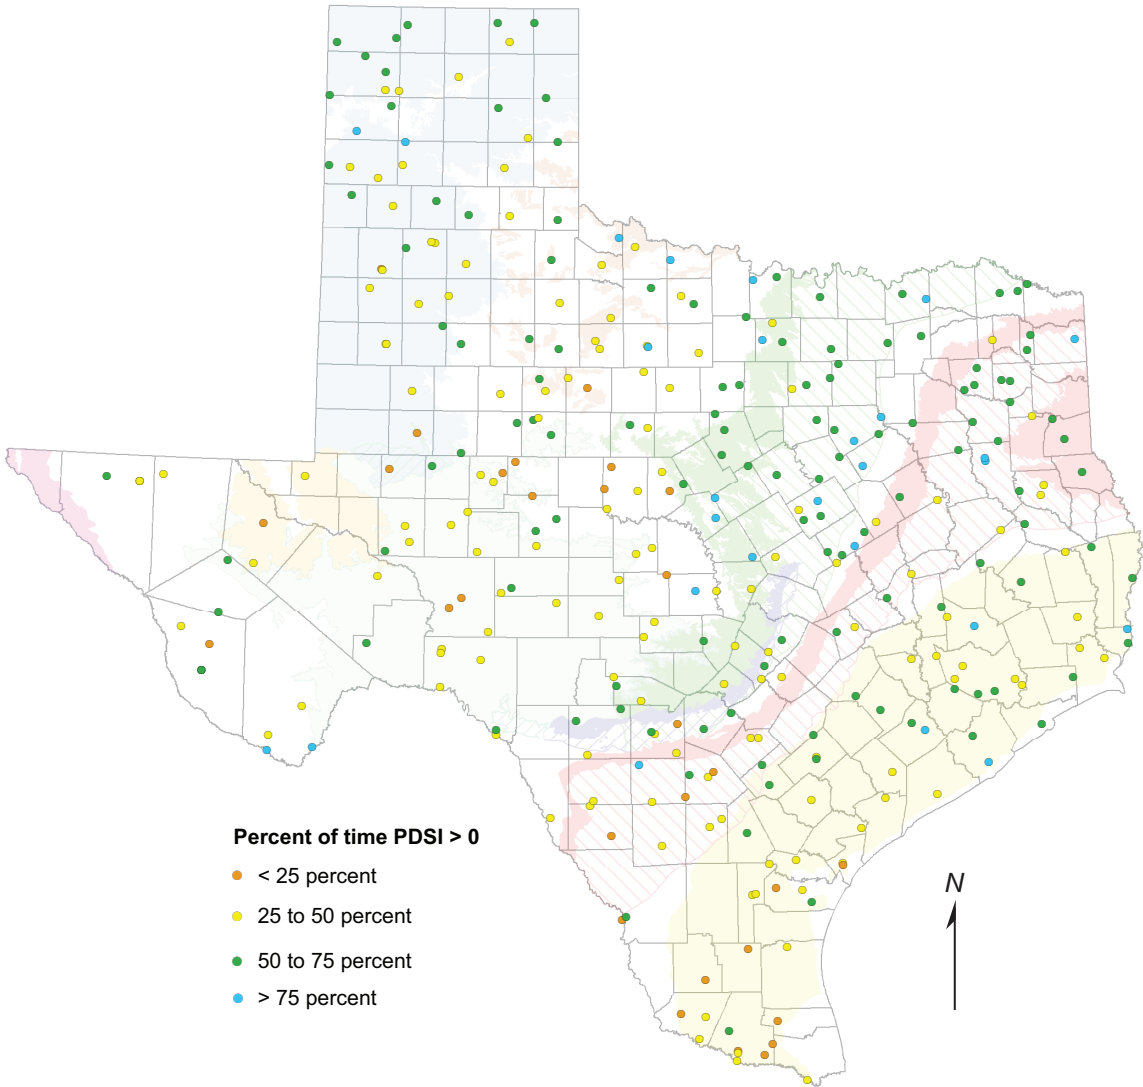 Percent of time PDSI > 0
< 25 percent
25 to 50 percent
50 to 75 percent
> 75 percent
N